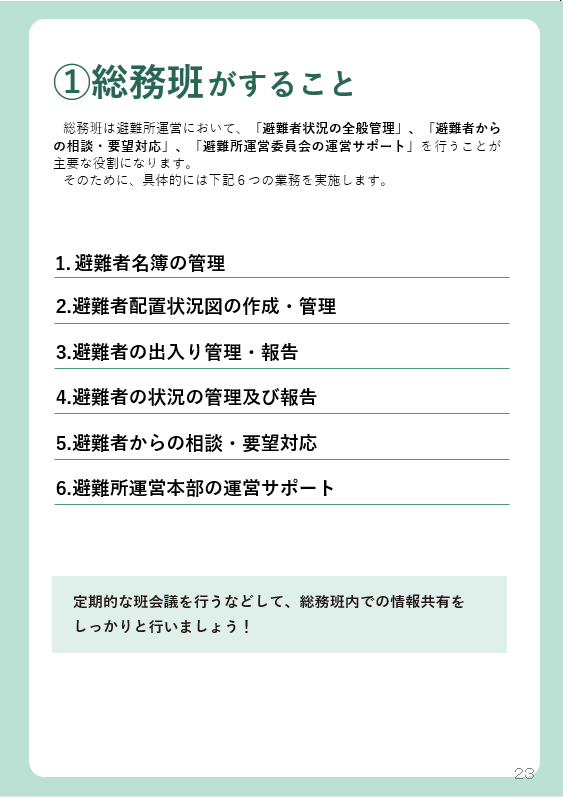 ①総務班がすること
総務班は避難所運営において、「避難者状況の全般管理」、「避難者から
の相談・要望対応」、「避難所運営委員会の運営サポート」を行うことが
主要な役割になります。
そのために、具体的には下記６つの業務を実施します。
1. 避難者名簿の管理
2.避難者配置状況図の作成・管理
3.避難者の出入り管理・報告
4.避難者の状況の管理及び報告
5.避難者からの相談・要望対応
6.避難所運営本部の運営サポート
定期的な班会議を行うなどして、総務班内での情報共有を
しっかりと行いましょう！
23